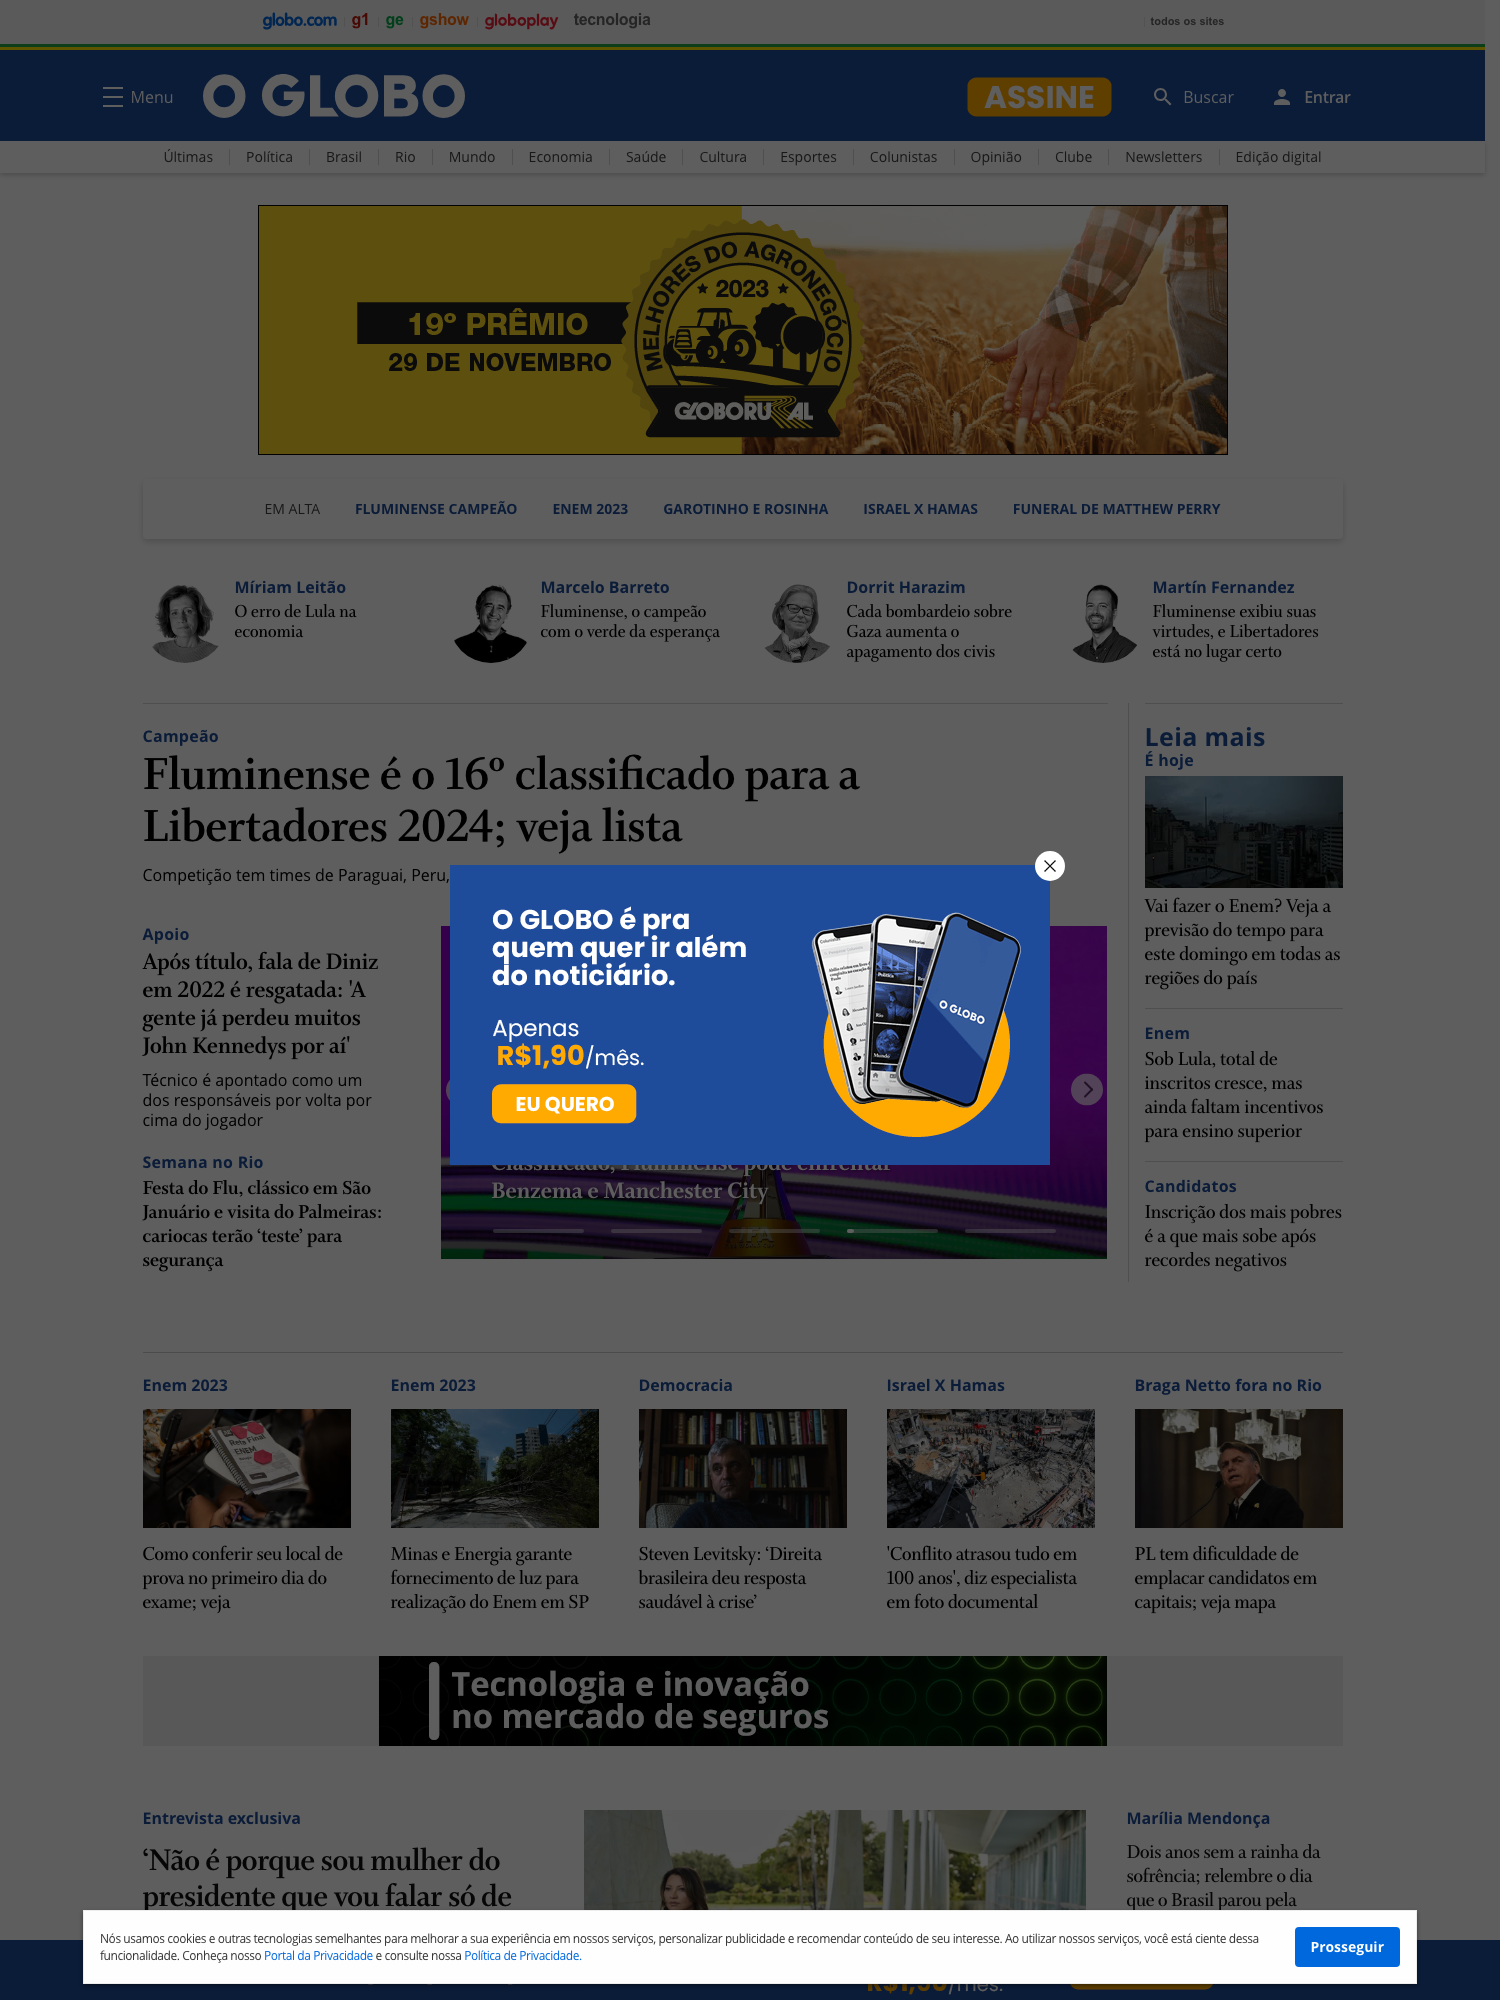 globo.com g1 ge gshow globoplay tecnologia todos os sites
Menu O GLOBO ASSINE Buscar Entrar
Últimas Política Brasil Rio Mundo Economia Saúde Cultura Esportes Colunistas Opinião Clube Newsletters Edição digital
19º PRÊMIO
29 DE NOVEMBRO
MELHORES DO AGRONEGÓCIO
2023
GLOBORURAL
EM ALTA FLUMINENSE CAMPEÃO ENEM 2023 GAROTINHO E ROSINHA ISRAEL X HAMAS FUNERAL DE MATTHEW PERRY
Míriam Leitão
O erro de Lula na
economia
Marcelo Barreto
Fluminense, o campeão
com o verde da esperança
Dorrit Harazim
Cada bombardeio sobre
Gaza aumenta o
apagamento dos civis
Martín Fernandez
Fluminense exibiu suas
virtudes, e Libertadores
está no lugar certo
Campeão
Fluminense é o 16º classificado para a
Libertadores 2024; veja lista
Competição tem times de Paraguai, Peru,
Apoio
Após título, fala de Diniz
em 2022 é resgatada: 'A
gente já perdeu muitos
John Kennedys por aí'
Técnico é apontado como um
dos responsáveis por volta por
cima do jogador
Semana no Rio
Festa do Flu, clássico em São
Januário e visita do Palmeiras:
cariocas terão ‘teste’ para
segurança
O GLOBO é pra
quem quer ir além
do noticiário.
Apenas
R$1,90/mês.
EU QUERO
O GLOBO
Classificado, Fluminense pode enfrentar
Benzema e Manchester City
Leia mais
É hoje
Vai fazer o Enem? Veja a
previsão do tempo para
este domingo em todas as
regiões do país
Enem
Sob Lula, total de
inscritos cresce, mas
ainda faltam incentivos
para ensino superior
Candidatos
Inscrição dos mais pobres
é a que mais sobe após
recordes negativos
Enem 2023
Como conferir seu local de
prova no primeiro dia do
exame; veja
Enem 2023
Minas e Energia garante
fornecimento de luz para
realização do Enem em SP
Democracia
Steven Levitsky: ‘Direita
brasileira deu resposta
saudável à crise’
Israel X Hamas
'Conflito atrasou tudo em
100 anos', diz especialista
em foto documental
Braga Netto fora no Rio
PL tem dificuldade de
emplacar candidatos em
capitais; veja mapa
Tecnologia e inovação
no mercado de seguros
Entrevista exclusiva
‘Não é porque sou mulher do
presidente que vou falar só de
Marília Mendonça
Dois anos sem a rainha da
sofrência; relembre o dia
que o Brasil parou pela
Nós usamos cookies e outras tecnologias semelhantes para melhorar a sua experiência em nossos serviços, personalizar publicidade e recomendar conteúdo de seu interesse. Ao utilizar nossos serviços, você está ciente dessa
funcionalidade. Conheça nosso Portal da Privacidade e consulte nossa Política de Privacidade.
Prosseguir
R$1,90/mês.